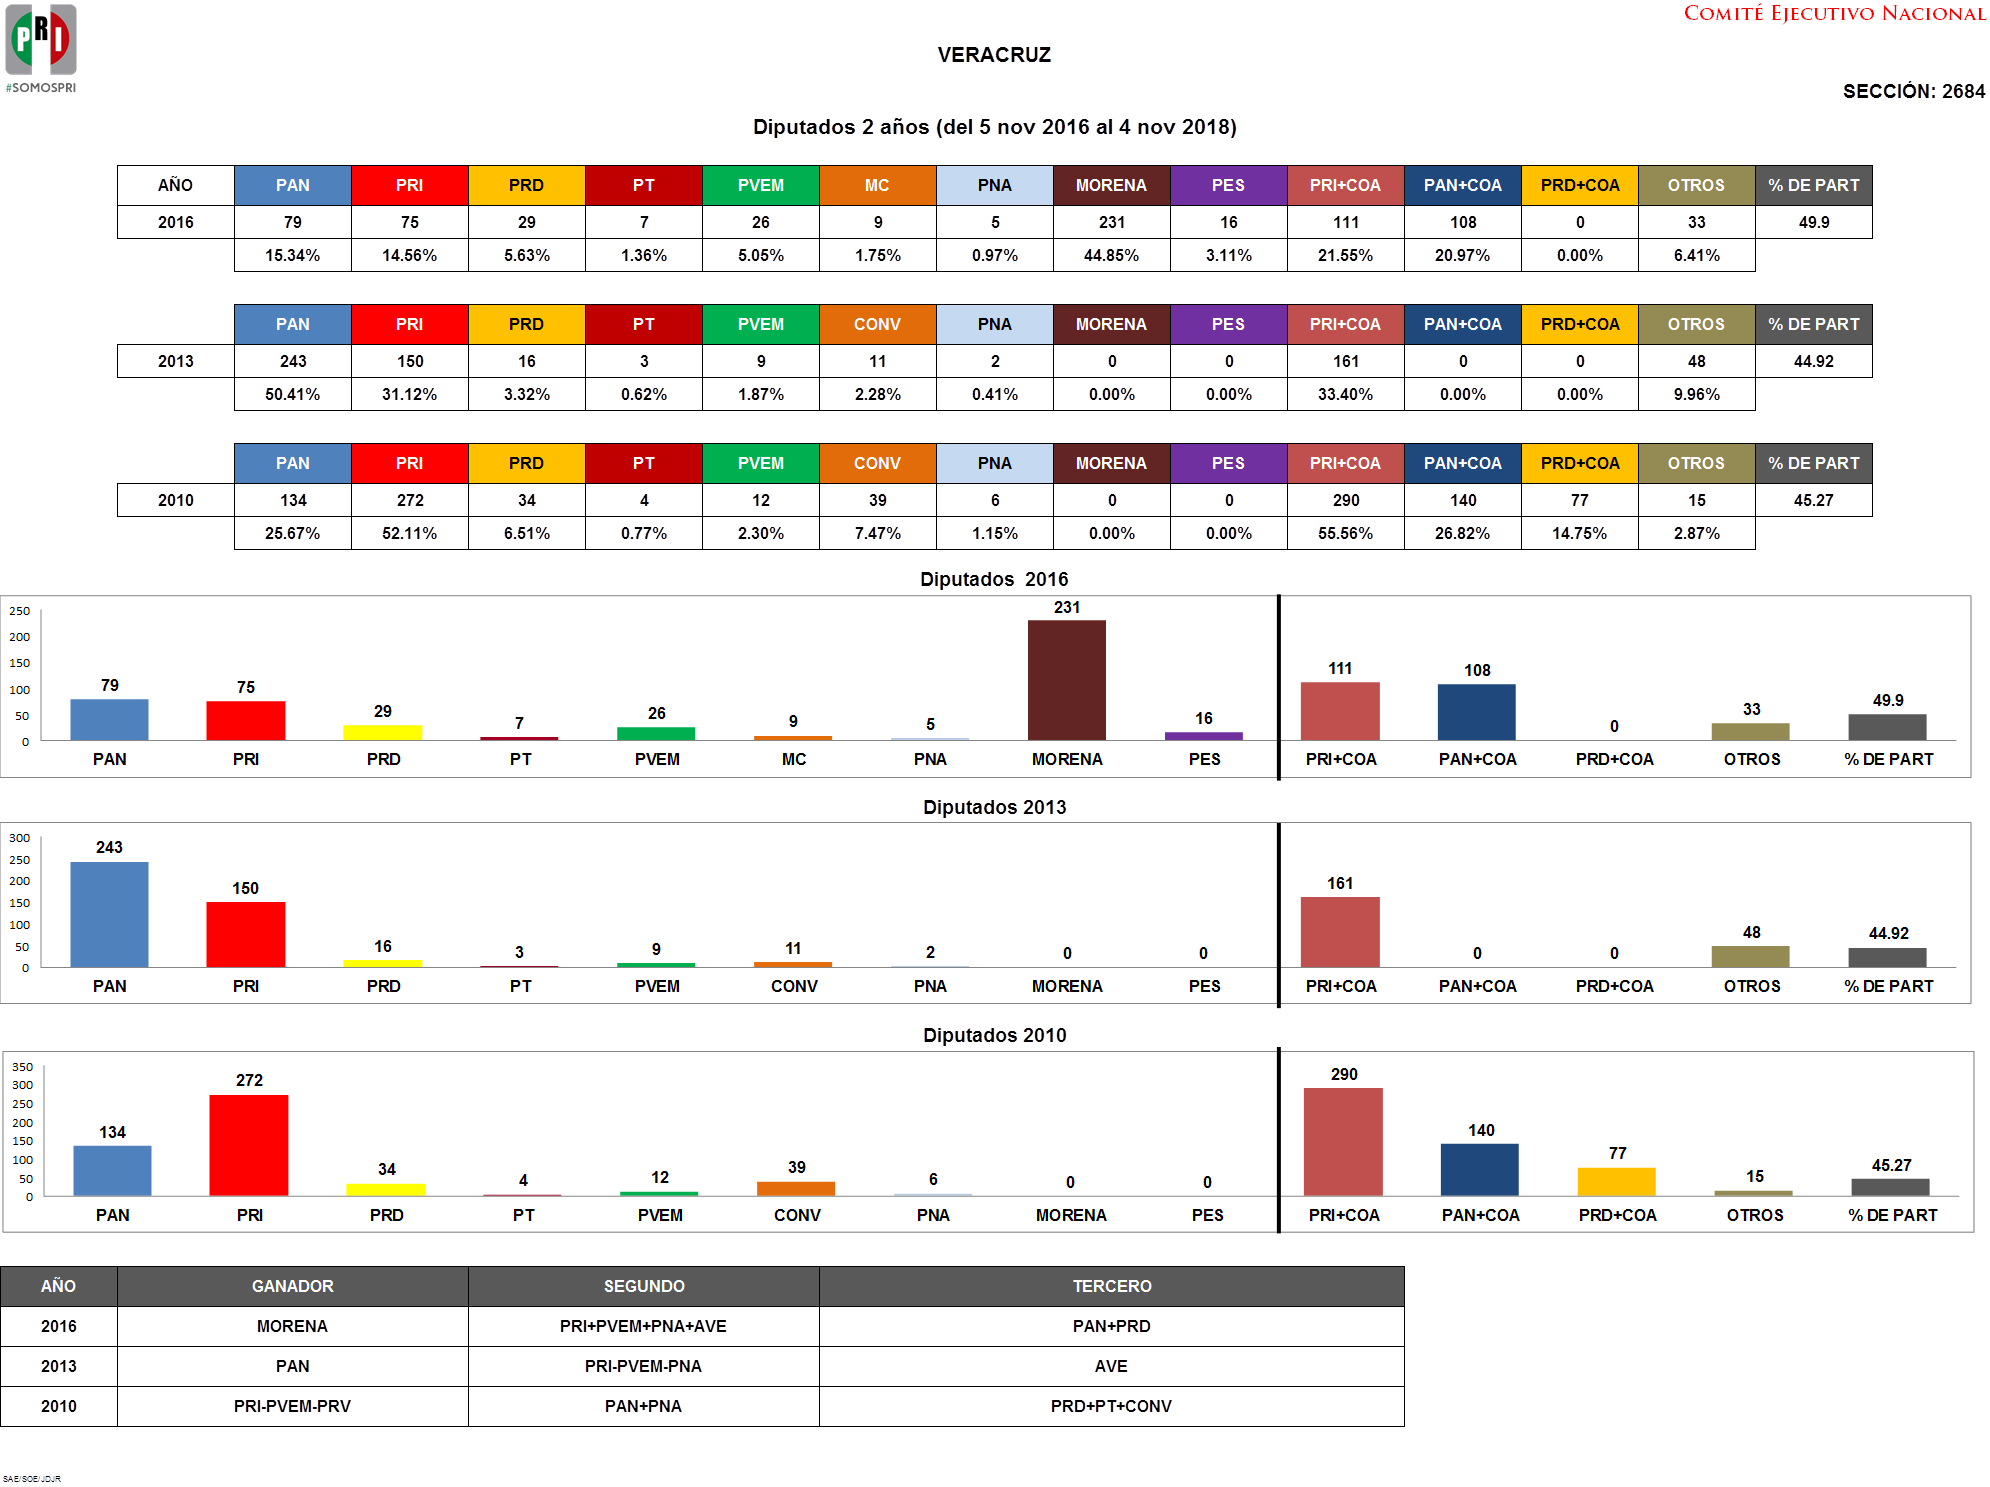 PRI
#SOMOSPRI
COMITÉ EJECUTIVO NACIONAL
VERACRUZ
SECCIÓN: 2684
Diputados 2 años (del 5 nov 2016 al 4 nov 2018)
AÑO PAN PRI PRD PT PVEM MC PNA MORENA PES PRI+COA PAN+COA PRD+COA OTROS % DE PART
2016 79 75 29 7 26 9 5 231 16 111 108 0 33 49.9
15.34% 14.56% 5.63% 1.36% 5.05% 1.75% 0.97% 44.85% 3.11% 21.55% 20.97% 0.00% 6.41%
PAN PRI PRD PT PVEM CONV PNA MORENA PES PRI+COA PAN+COA PRD+COA OTROS % DE PART
2013 243 150 16 3 9 11 2 0 0 161 0 0 48 44.92
50.41% 31.12% 3.32% 0.62% 1.87% 2.28% 0.41% 0.00% 0.00% 33.40% 0.00% 0.00% 9.96%
PAN PRI PRD PT PVEM CONV PNA MORENA PES PRI+COA PAN+COA PRD+COA OTROS % DE PART
2010 134 272 34 4 12 39 6 0 0 290 140 77 15 45.27
25.67% 52.11% 6.51% 0.77% 2.30% 7.47% 1.15% 0.00% 0.00% 55.56% 26.82% 14.75% 2.87%
Diputados 2016
250
200
150
100
50
0
79 75 29 7 26 9 5 231 16 111 108 0 33 49.9
PAN PRI PRD PT PVEM MC PNA MORENA PES PRI+COA PAN+COA PRD+COA OTROS % DE PART
Diputados 2013
300
250
200
150
100
50
0
243 150 16 3 9 11 2 0 0 161 0 0 48 44.92
PAN PRI PRD PT PVEM CONV PNA MORENA PES PRI+COA PAN+COA PRD+COA OTROS % DE PART
Diputados 2010
350
300
250
200
150
100
50
0
134 272 34 4 12 39 6 0 0 290 140 77 15 45.27
PAN PRI PRD PT PVEM CONV PNA MORENA PES PRI+COA PAN+COA PRD+COA OTROS % DE PART
AÑO GANADOR SEGUNDO TERCERO
2016 MORENA PRI+PVEM+PNA+AVE PAN+PRD
2013 PAN PRI-PVEM-PNA AVE
2010 PRI-PVEM-PRV PAN+PNA PRD+PT+CONV
SAE/SOE/JDJR